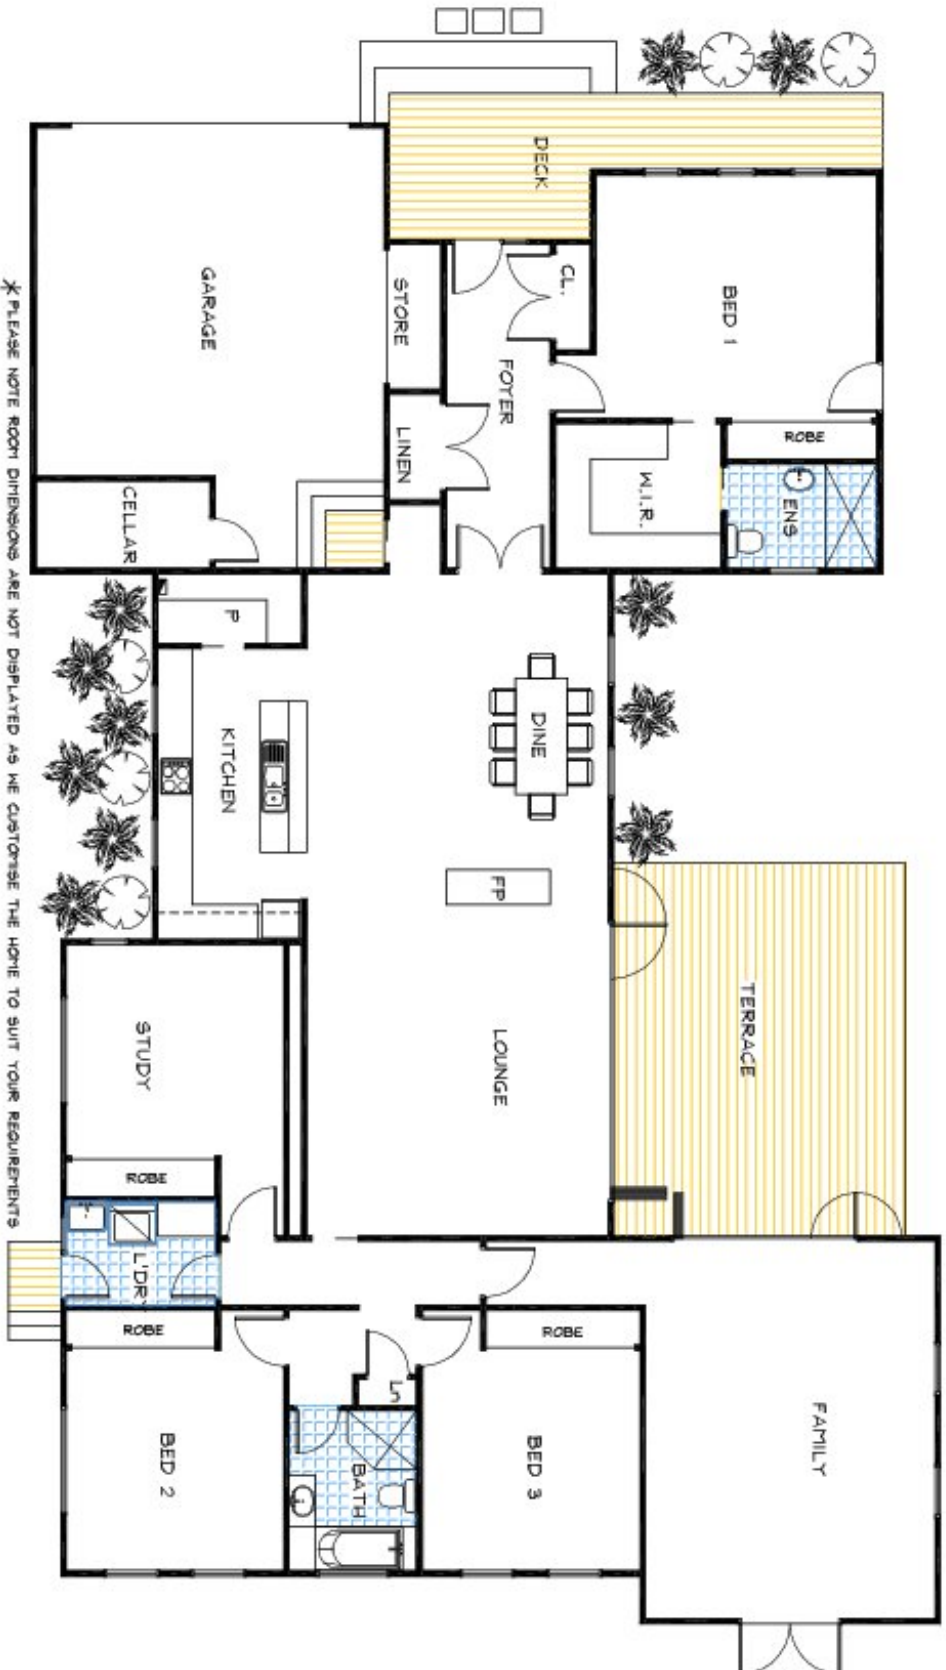 DECK
CL.
BED 1
GARAGE
STORE
FOYER
LINEN
ROBE
W.I.R.
ENS
CELLAR
P
KITCHEN
DINE
FP
TERRACE
LOUNGE
STUDY
ROBE
L'DRY
ROBE
ROBE
FAMILY
BED 2
BATH
BED 3
* PLEASE NOTE ROOM DIMENSIONS ARE NOT DISPLAYED AS WE CUSTOMISE THE HOME TO SUIT YOUR REQUIREMENTS